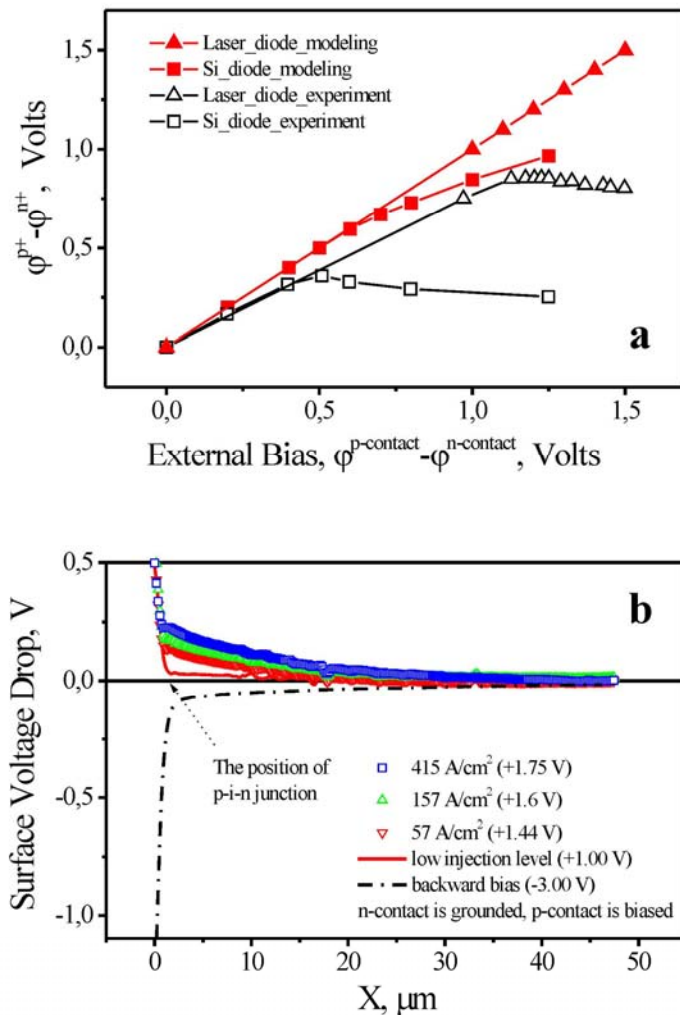 1,5
1,0
0,5
0,0
φᵖ⁺-φⁿ⁺, Volts
Laser_diode_modeling
Si_diode_modeling
Laser_diode_experiment
Si_diode_experiment
a
0,0 0,5 1,0 1,5
External Bias, φᵖ⁻ᶜᵒⁿᵗᵃᶜᵗ-φⁿ⁻ᶜᵒⁿᵗᵃᶜᵗ, Volts
0,5
0,0
-0,5
-1,0
Surface Voltage Drop, V
b
The position of
p-i-n junction
415 A/cm² (+1.75 V)
157 A/cm² (+1.6 V)
57 A/cm² (+1.44 V)
low injection level (+1.00 V)
backward bias (-3.00 V)
n-contact is grounded, p-contact is biased
0 10 20 30 40 50
X, μm